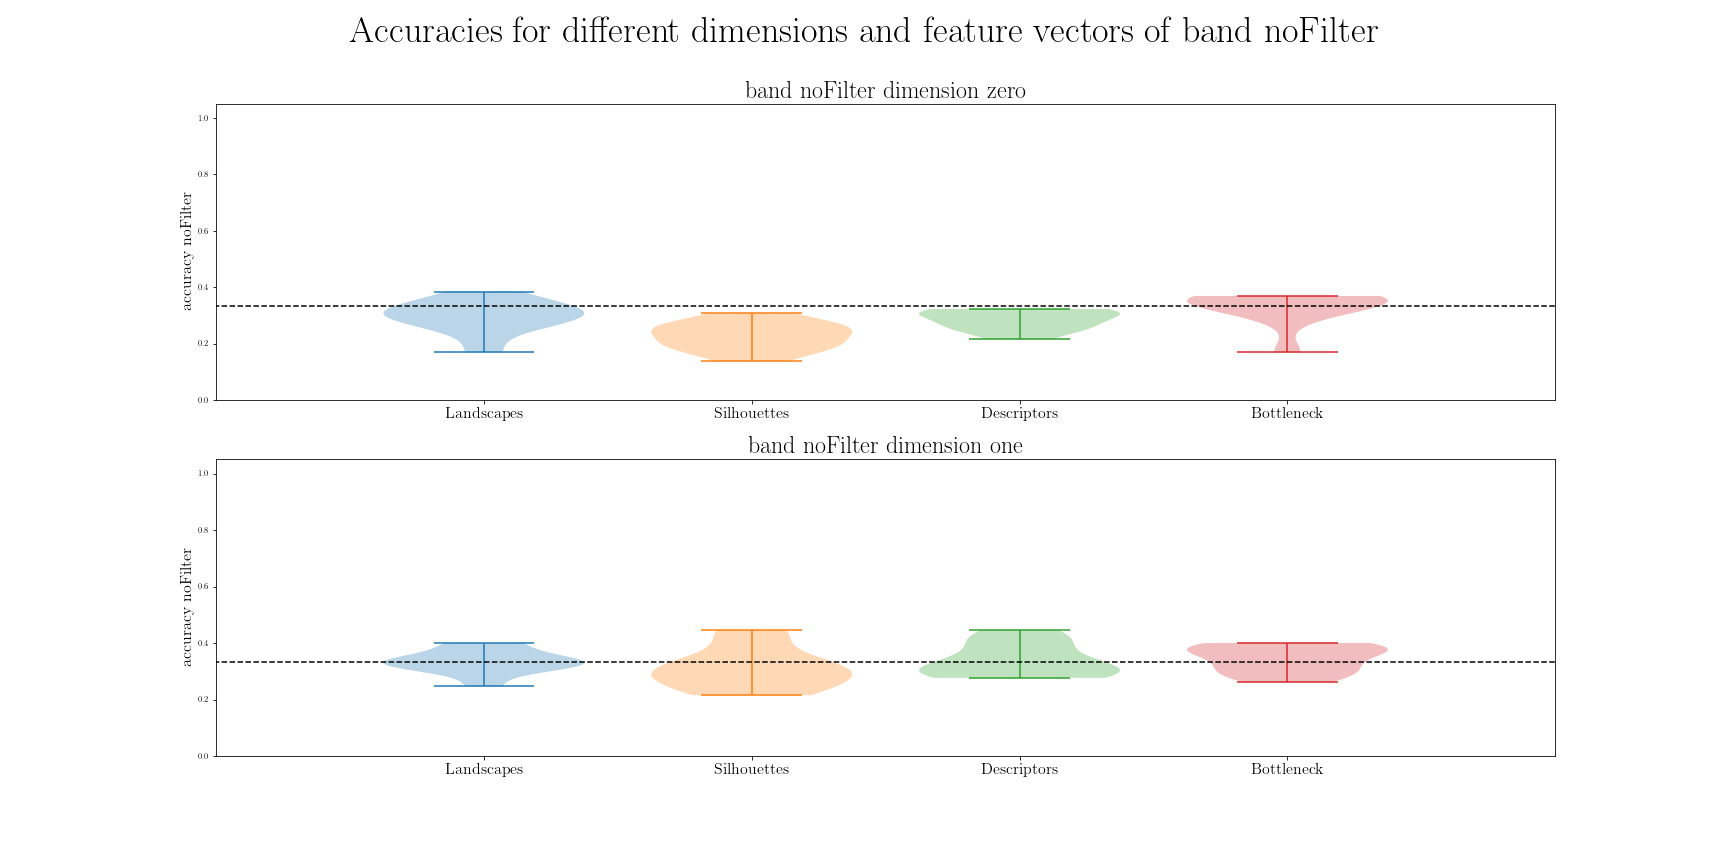 Accuracies for different dimensions and feature vectors of band noFilter
band noFilter dimension zero
accuracy noFilter
1.0
0.8
0.6
0.4
0.2
0.0
Landscapes Silhouettes Descriptors Bottleneck
band noFilter dimension one
accuracy noFilter
1.0
0.8
0.6
0.4
0.2
0.0
Landscapes Silhouettes Descriptors Bottleneck